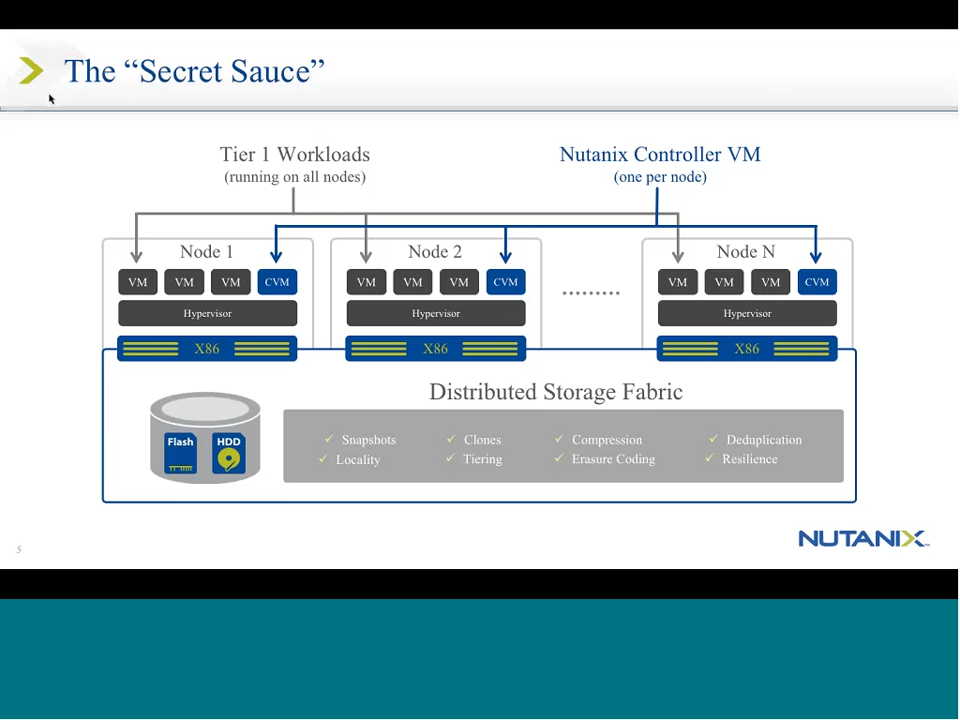 The “Secret Sauce”
Tier 1 Workloads
(running on all nodes)
Nutanix Controller VM
(one per node)
Node 1
VM VM VM CVM
Hypervisor
X86
Node 2
VM VM VM CVM
Hypervisor
X86
.........
Node N
VM VM VM CVM
Hypervisor
X86
Distributed Storage Fabric
Flash HDD
Snapshots Clones Compression Deduplication
Locality Tiering Erasure Coding Resilience
5
NUTANIX™